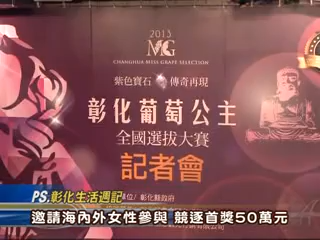 2013
MG
CHANGHUA MISS GRAPE SELECTION
紫色寶石 傳奇再現
彰化葡萄公主
全國選拔大賽
記者會
PS.彰化生活週記
單位/彰化縣政府
邀請海內外女性參與 競逐首獎50萬元